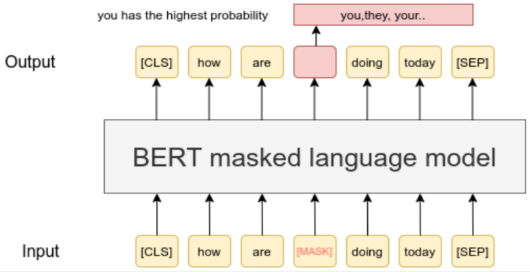 you has the highest probability you,they, your..
Output [CLS] how are doing today [SEP]
BERT masked language model
Input [CLS] how are [MASK] doing today [SEP]